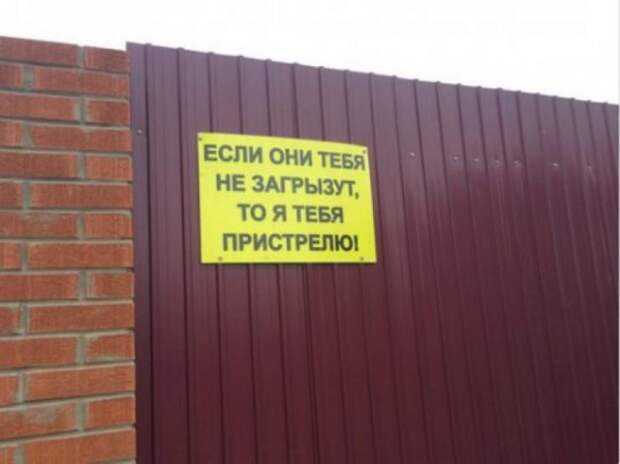 ЕСЛИ ОНИ ТЕБЯ
НЕ ЗАГРЫЗУТ,
ТО Я ТЕБЯ
ПРИСТРЕЛЮ!